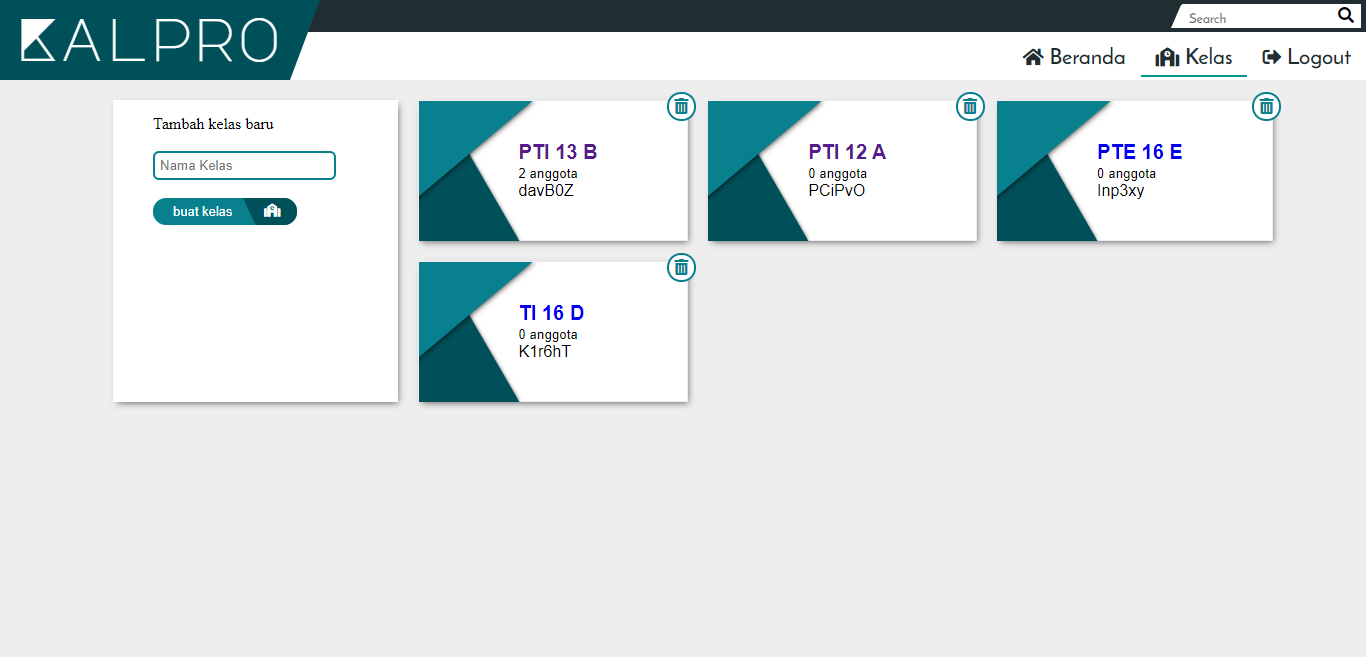 KALPRO
Search
Beranda
Kelas
Logout
Tambah kelas baru
Nama Kelas
buat kelas
PTI 13 B
2 anggota
davB0Z
PTI 12 A
0 anggota
PCiPvO
PTE 16 E
0 anggota
Inp3xy
TI 16 D
0 anggota
K1r6hT